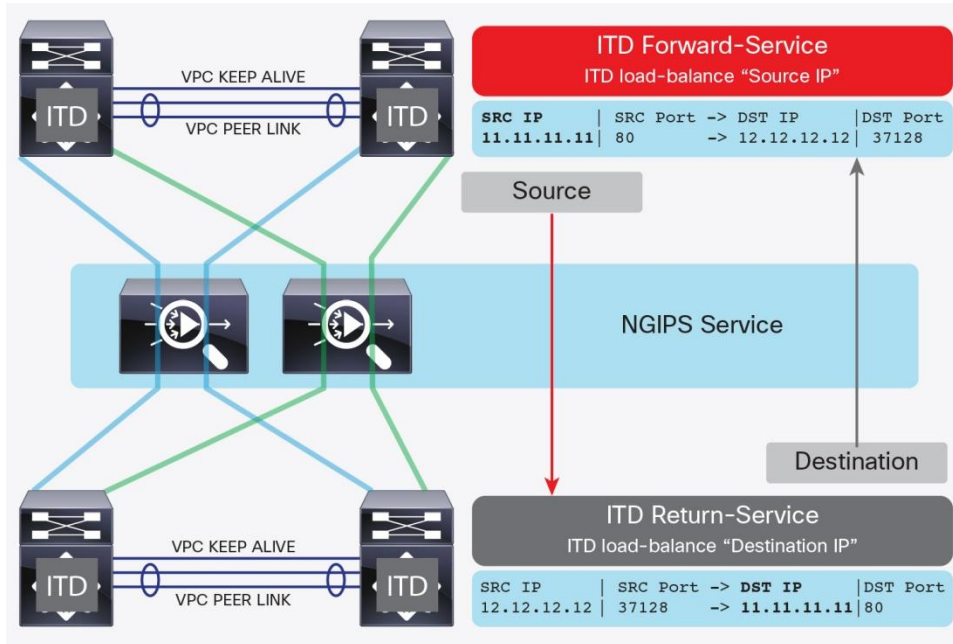 ITD
VPC KEEP ALIVE
VPC PEER LINK
ITD
ITD Forward-Service
ITD load-balance “Source IP”
SRC IP | SRC Port -> DST IP |DST Port
11.11.11.11| 80 -> 12.12.12.12| 37128
Source
NGIPS Service
Destination
ITD
VPC KEEP ALIVE
VPC PEER LINK
ITD
ITD Return-Service
ITD load-balance “Destination IP”
SRC IP |SRC Port -> DST IP |DST Port
12.12.12.12 | 37128 -> 11.11.11.11|80